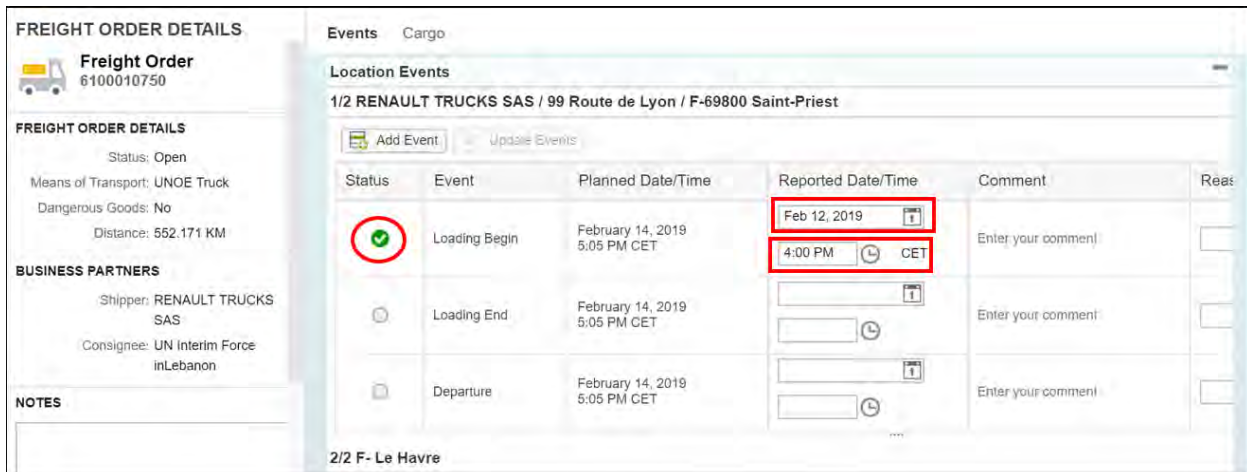 FREIGHT ORDER DETAILS
Freight Order
6100010750
FREIGHT ORDER DETAILS
Status: Open
Means of Transport: UNOE Truck
Dangerous Goods: No
Distance: 552.171 KM
BUSINESS PARTNERS
Shipper: RENAULT TRUCKS
SAS
Consignee: UN Interim Force
inLebanon
NOTES
Events Cargo
Location Events
1/2 RENAULT TRUCKS SAS / 99 Route de Lyon / F-69800 Saint-Priest
Add Event Update Events
Status Event Planned Date/Time Reported Date/Time Comment Reas
Loading Begin February 14, 2019 Feb 12, 2019 Enter your comment
5:05 PM CET 4:00 PM CET
Loading End February 14, 2019 Enter your comment
5:05 PM CET
Departure February 14, 2019 Enter your comment
5:05 PM CET
2/2 F- Le Havre